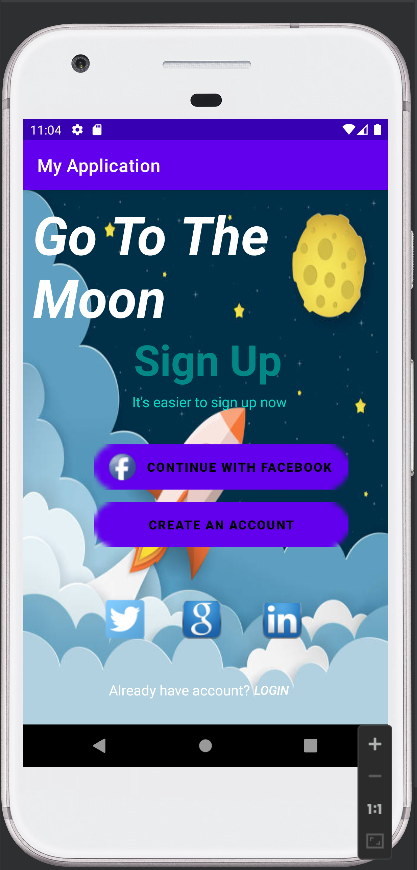 11:04
My Application
Go To The
Moon
Sign Up
It's easier to sign up now
f CONTINUE WITH FACEBOOK
CREATE AN ACCOUNT
g in
Already have account? LOGIN
1:1